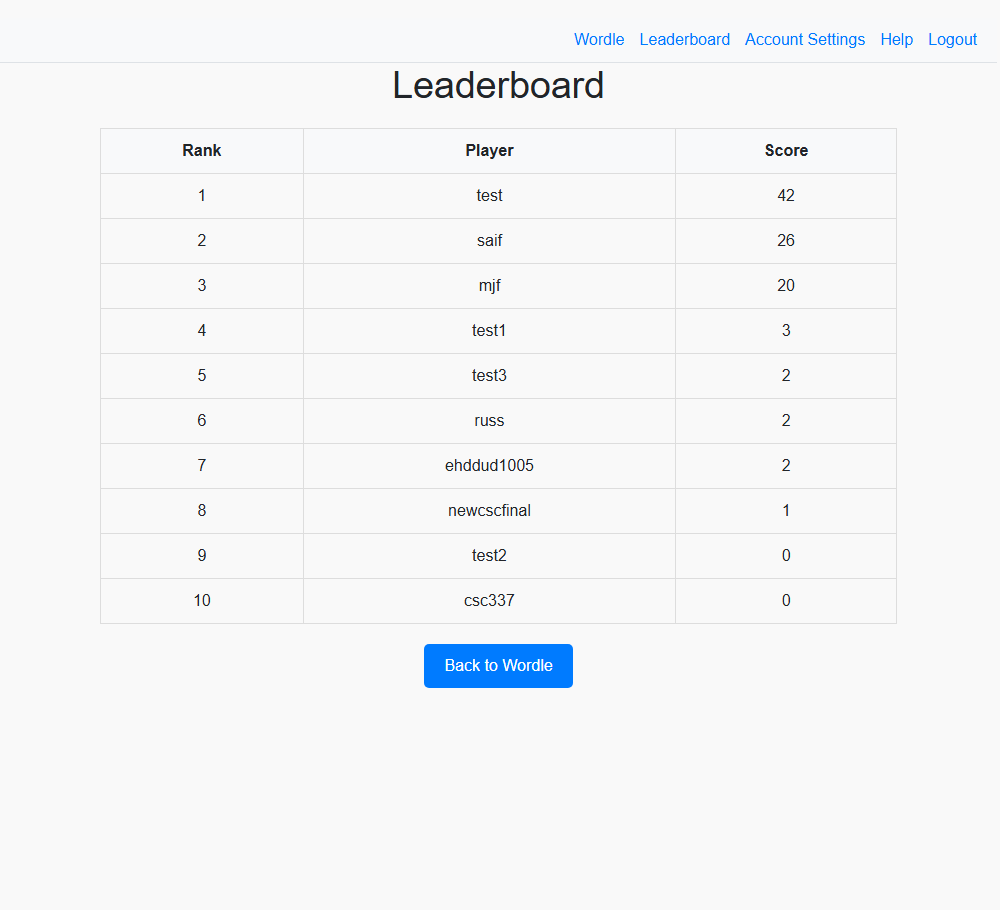 Wordle Leaderboard Account Settings Help Logout
Leaderboard
Rank Player Score
1 test 42
2 saif 26
3 mjf 20
4 test1 3
5 test3 2
6 russ 2
7 ehddud1005 2
8 newcscfinal 1
9 test2 0
10 csc337 0
Back to Wordle